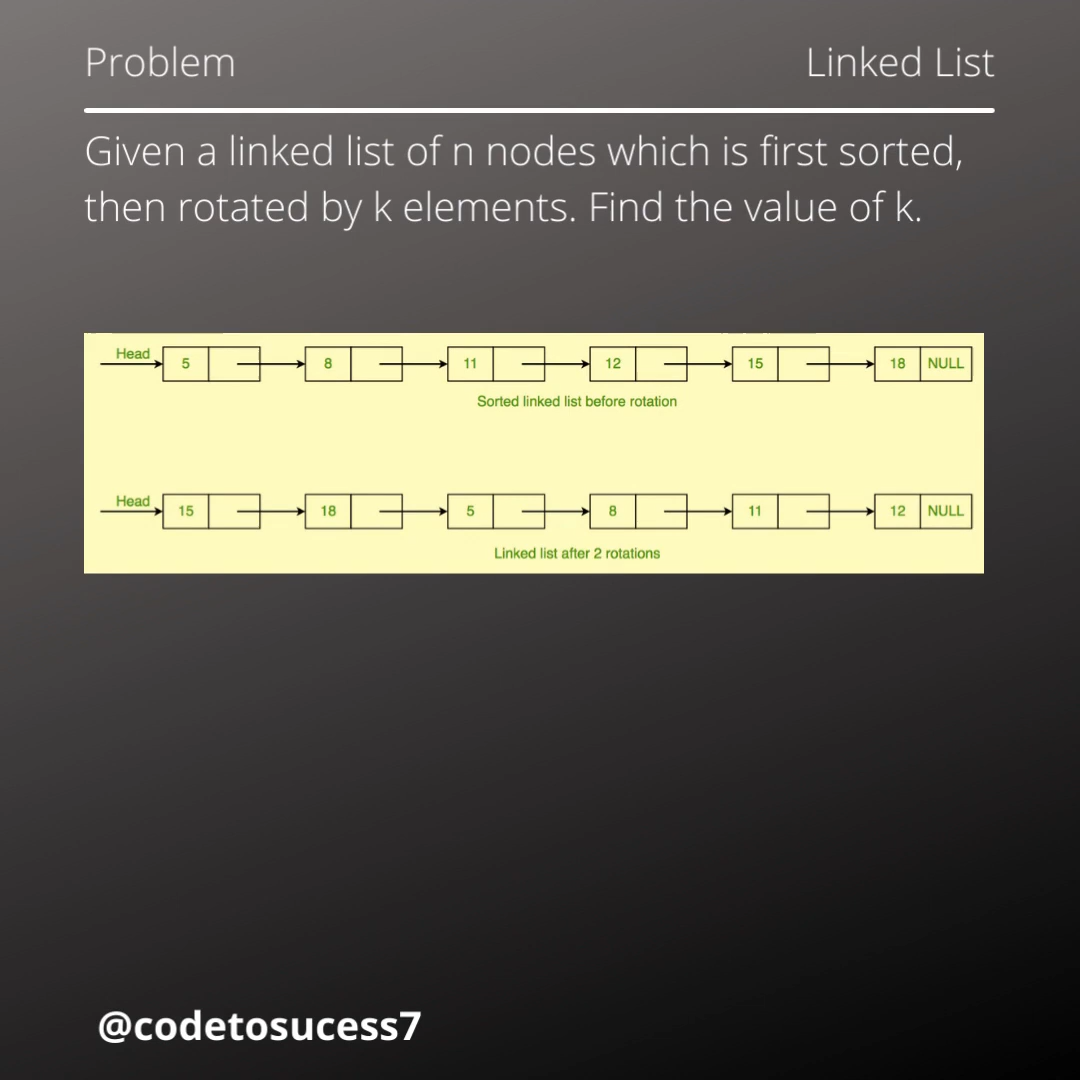 Problem Linked List
Given a linked list of n nodes which is first sorted,
then rotated by k elements. Find the value of k.
Head 5 8 11 12 15 18 NULL
Sorted linked list before rotation
Head 15 18 5 8 11 12 NULL
Linked list after 2 rotations
@codetosucess7